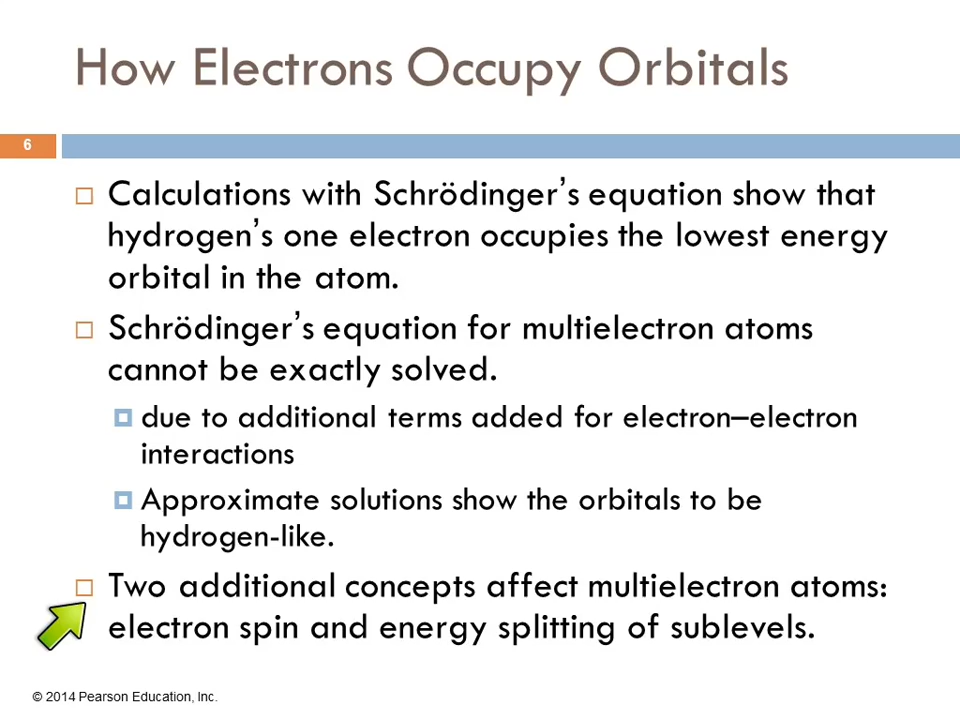 How Electrons Occupy Orbitals
6
Calculations with Schrödinger’s equation show that
hydrogen’s one electron occupies the lowest energy
orbital in the atom.
Schrödinger’s equation for multielectron atoms
cannot be exactly solved.
due to additional terms added for electron–electron
interactions
Approximate solutions show the orbitals to be
hydrogen-like.
Two additional concepts affect multielectron atoms:
electron spin and energy splitting of sublevels.
© 2014 Pearson Education, Inc.